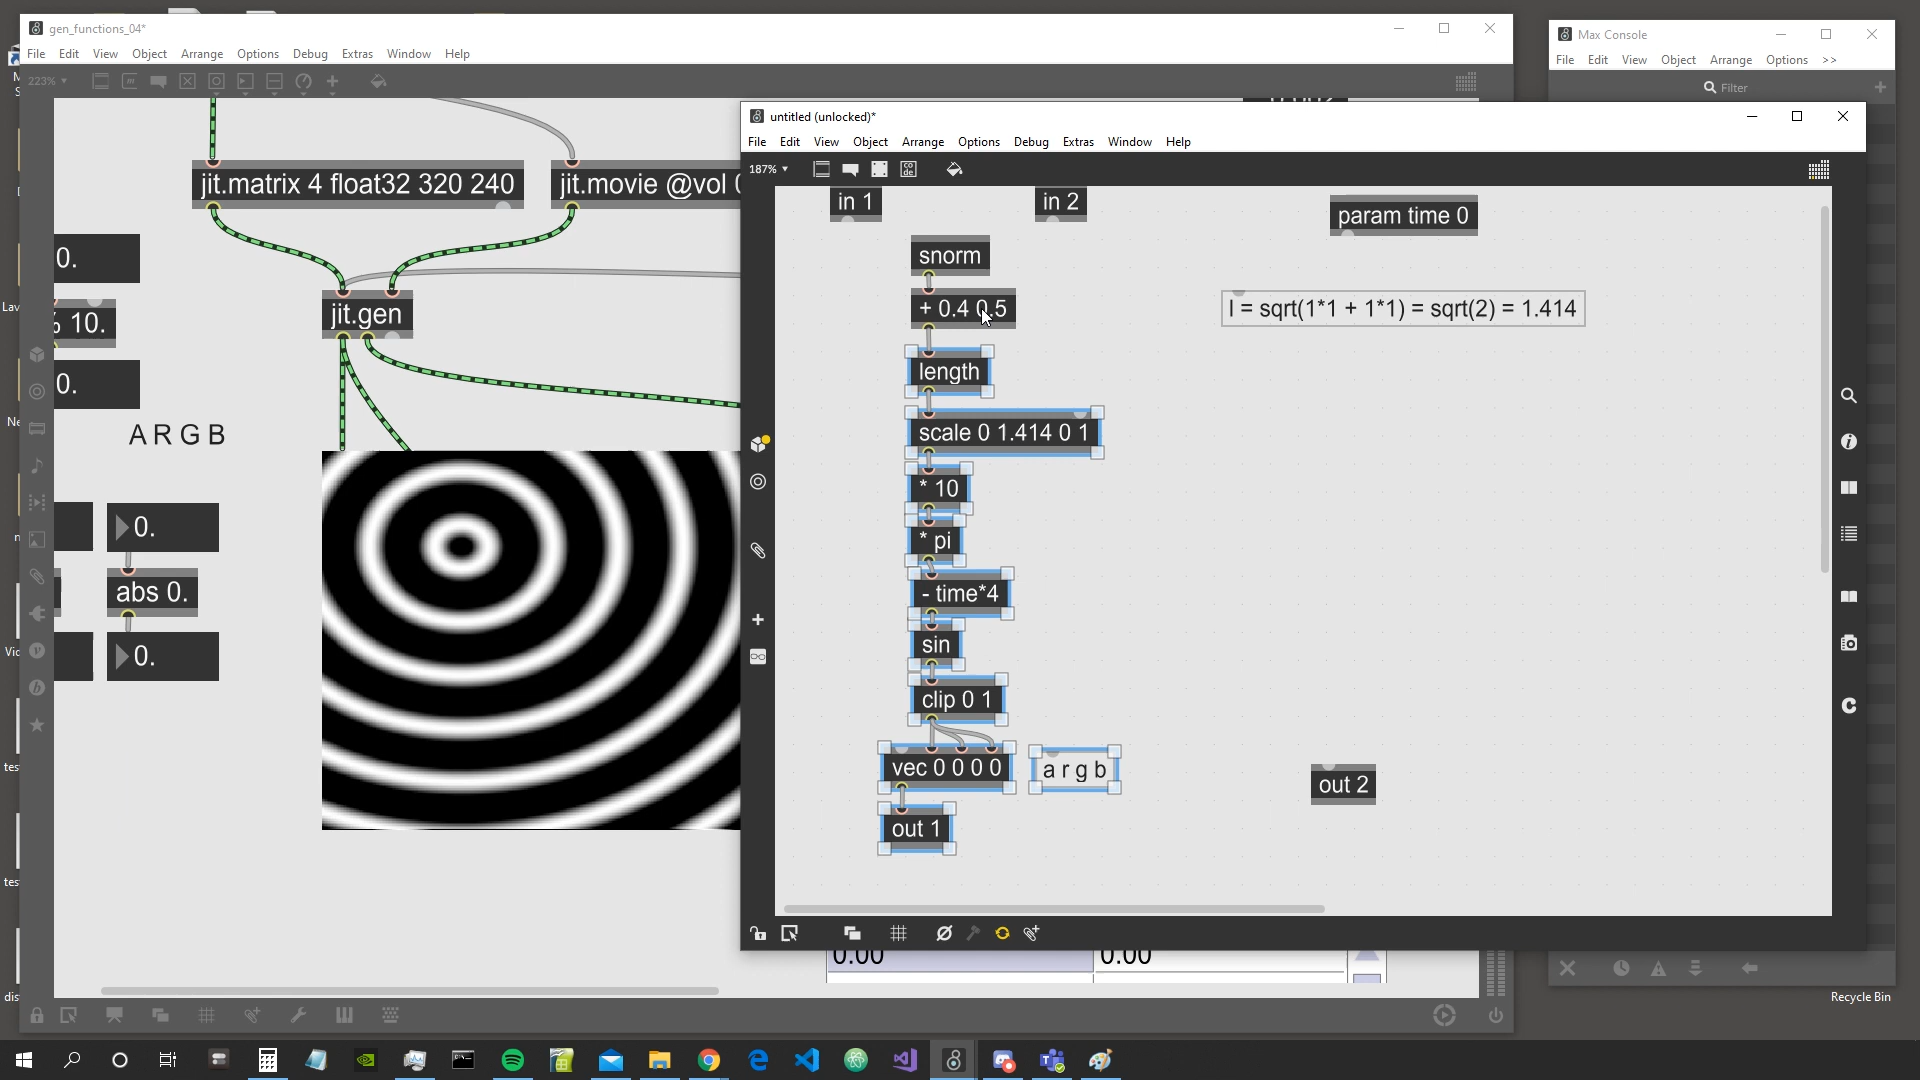 gen_functions_04*
File Edit View Object Arrange Options Debug Extras Window Help
223%
jit.matrix 4 float32 320 240
jit.movie @vol 0
0.
% 10.
0.
jit.gen
A R G B
0.
abs 0.
0.
Max Console
File Edit View Object Arrange Options >>
Filter
untitled (unlocked)*
File Edit View Object Arrange Options Debug Extras Window Help
187%
in 1
in 2
param time 0
snorm
+ 0.4 0.5
l = sqrt(1*1 + 1*1) = sqrt(2) = 1.414
length
scale 0 1.414 0 1
* 10
* pi
- time*4
sin
clip 0 1
vec 0 0 0 0
a r g b
out 1
out 2
0.00
0.00
Recycle Bin